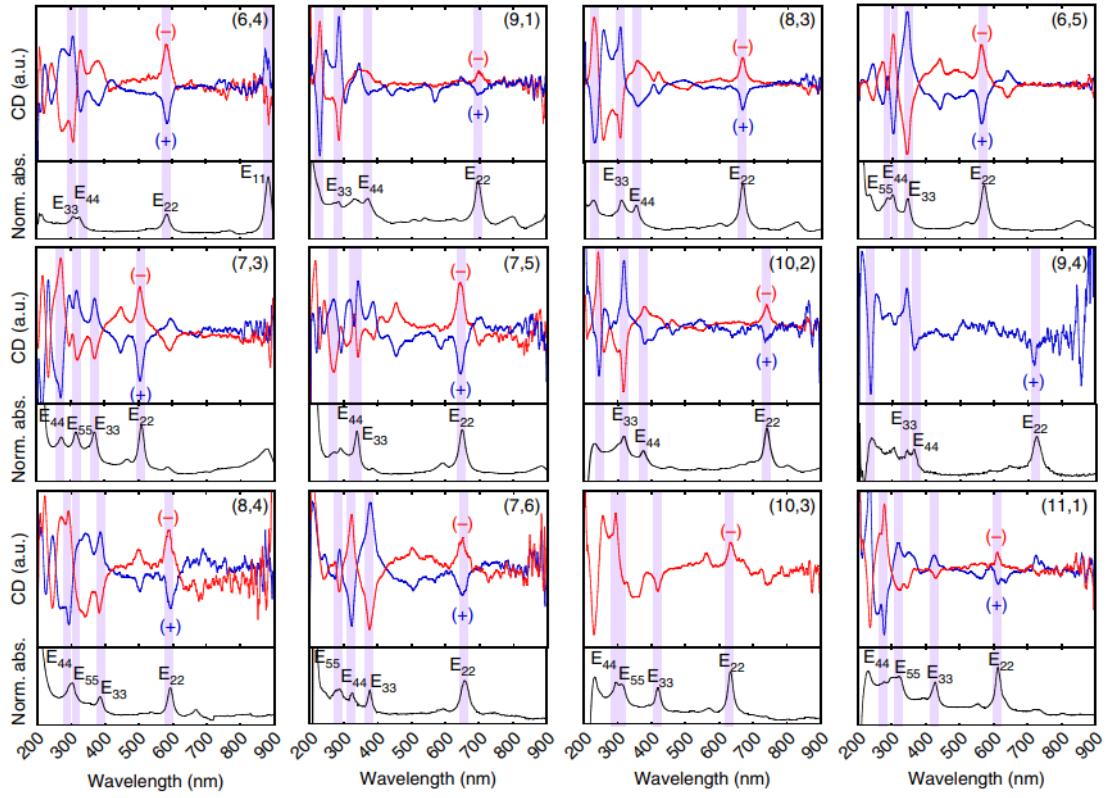 (6,4) (9,1) (8,3) (6,5)
CD (a.u.)
(−) (−) (−) (−)
(+) (+) (+) (+)
Norm. abs.
E33 E44 E22 E11
E33 E44 E22
E33 E44 E22
E55 E44 E33 E22
(7,3) (7,5) (10,2) (9,4)
CD (a.u.)
(−) (−) (−)
(+) (+) (+) (+)
Norm. abs.
E44 E55 E33 E22
E44 E33 E22
E33 E44 E22
E33 E44 E22
(8,4) (7,6) (10,3) (11,1)
CD (a.u.)
(−) (−) (−) (−)
(+) (+) (+)
Norm. abs.
E44 E55 E33 E22
E55 E44 E33 E22
E44 E55 E33 E22
E44 E55 E33 E22
200 300 400 500 600 700 800 900 200 300 400 500 600 700 800 900 200 300 400 500 600 700 800 900 200 300 400 500 600 700 800 900
Wavelength (nm) Wavelength (nm) Wavelength (nm) Wavelength (nm)